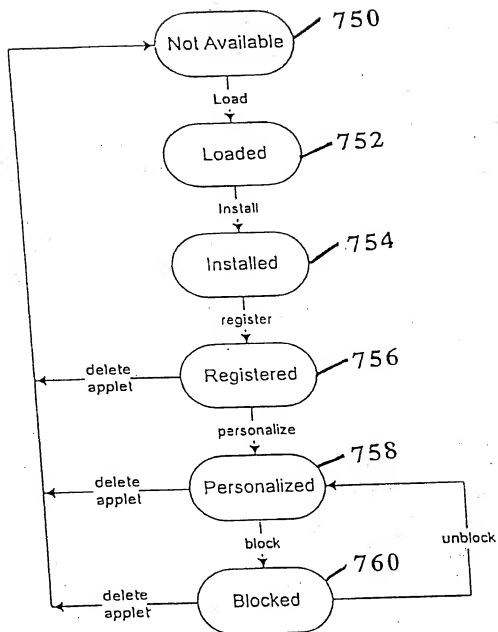 Not Available
750
Load
Loaded
752
Install
Installed
754
register
Registered
756
delete
applet
personalize
758
Personalized
delete
applet
block
unblock
760
Blocked
delete
applet